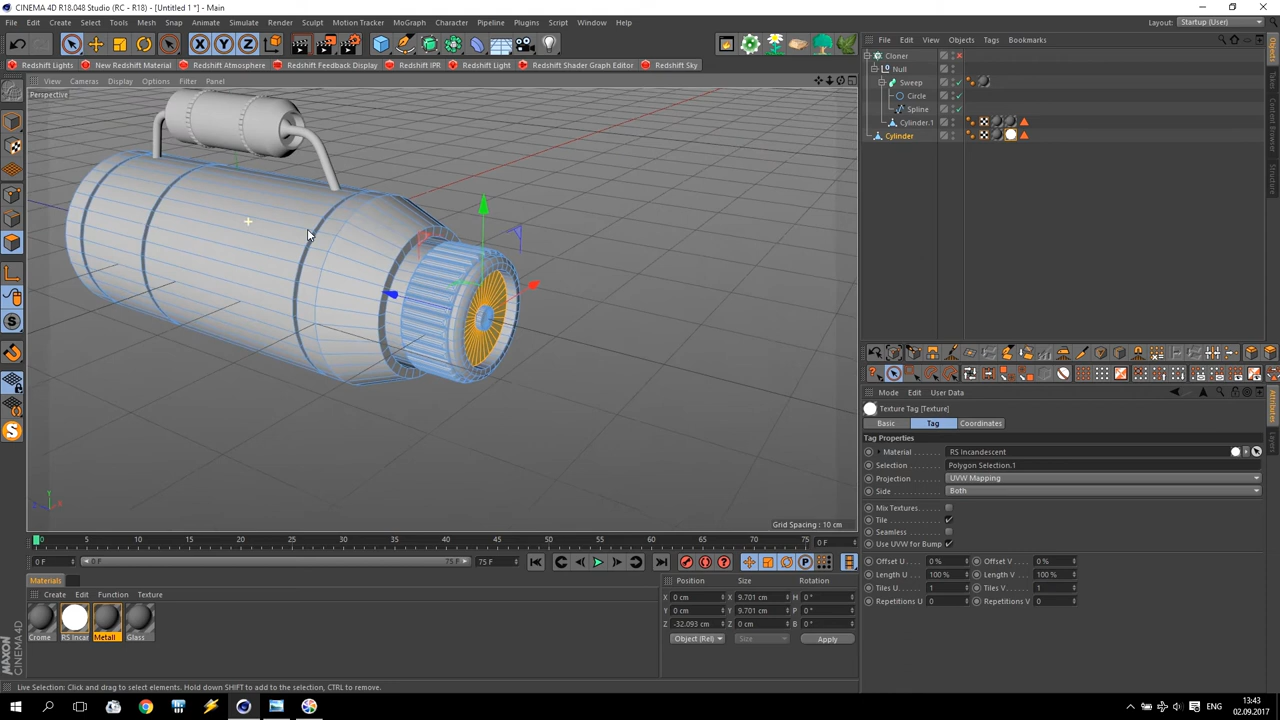 CINEMA 4D R18.048 Studio (RC - R18) - [Untitled 1 *] - Main
File Edit Create Select Tools Mesh Snap Animate Simulate Render Sculpt Motion Tracker MoGraph Character Pipeline Plugins Script Window Help
Layout: Startup (User)
X Y Z
File Edit View Objects Tags Bookmarks
Redshift Lights New Redshift Material Redshift Atmosphere Redshift Feedback Display Redshift IPR Redshift Light Redshift Shader Graph Editor Redshift Sky
View Cameras Display Options Filter Panel
Perspective
Cloner
Null
Sweep
Circle
Spline
Cylinder.1
Cylinder
Objects
Takes
Content Browser
Structure
Mode Edit User Data
Texture Tag [Texture]
Basic Tag Coordinates
Tag Properties
Material RS Incandescent
Selection Polygon Selection.1
Projection UVW Mapping
Side Both
Mix Textures
Tile
Seamless
Use UVW for Bump
Offset U 0 % Offset V 0 %
Length U 100 % Length V 100 %
Tiles U 1 Tiles V 1
Repetitions U 0 Repetitions V 0
Attributes
Layers
Y
Z X
Grid Spacing : 10 cm
0 5 10 15 20 25 30 35 40 45 50 55 60 65 70 75 0 F
0 F 0 F 75 F 75 F
Materials
Create Edit Function Texture
Crome RS Incar Metall Glass
Position Size Rotation
X 0 cm X 9.701 cm H 0 °
Y 0 cm Y 9.701 cm P 0 °
Z -32.093 cm Z 0 cm B 0 °
Object (Rel) Size Apply
MAXON CINEMA 4D
Live Selection: Click and drag to select elements. Hold down SHIFT to add to the selection, CTRL to remove.
ENG
13:43
02.09.2017